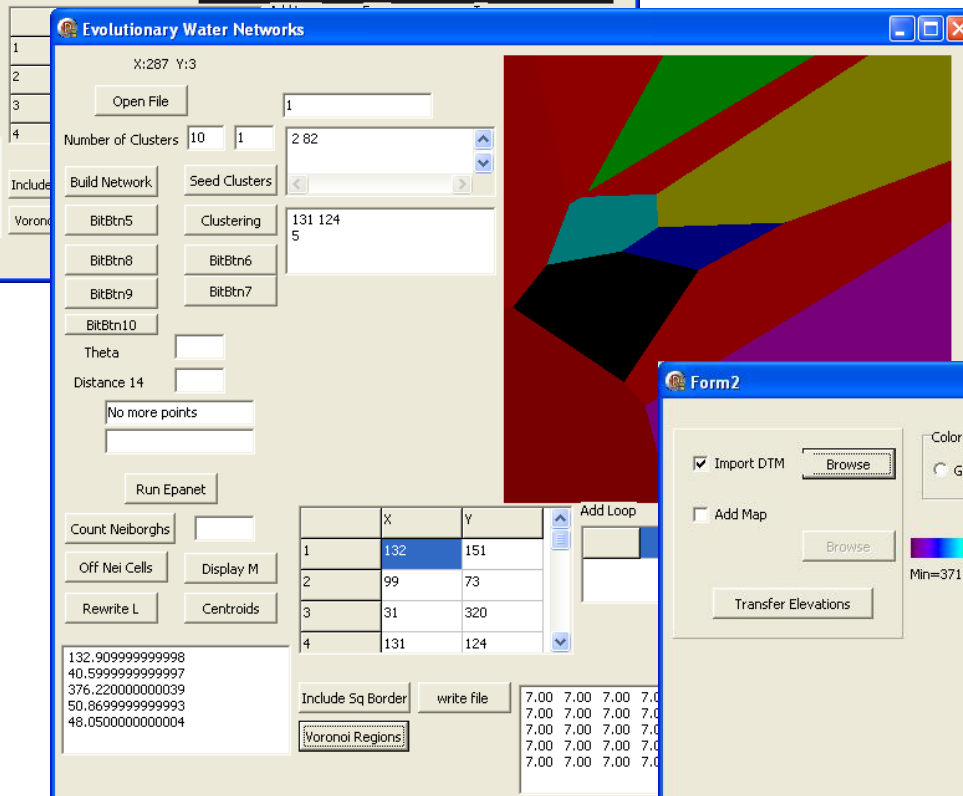 1
2
3
4
Include
Evolutionary Water Networks
X:287 Y:3
Open File
1
Number of Clusters 10 1
2 82
Build Network Seed Clusters
BitBtn5 Clustering
131 124
5
BitBtn8 BitBtn6
BitBtn9 BitBtn7
BitBtn10
Theta
Distance 14
No more points
Run Epanet
Count Neiborghs
Off Nei Cells Display M
Rewrite L Centroids
X Y
1 132 151
2 99 73
3 31 320
4 131 124
Add Loop
132.909999999998
40.5999999999997
376.220000000039
50.8699999999993
48.0500000000004
Include Sq Border write file
Voronoi Regions
7.00 7.00 7.00
7.00 7.00 7.00
7.00 7.00 7.00
7.00 7.00 7.00
7.00 7.00 7.00
Form2
Import DTM Browse
Color
G
Add Map
Browse
Min=371
Transfer Elevations